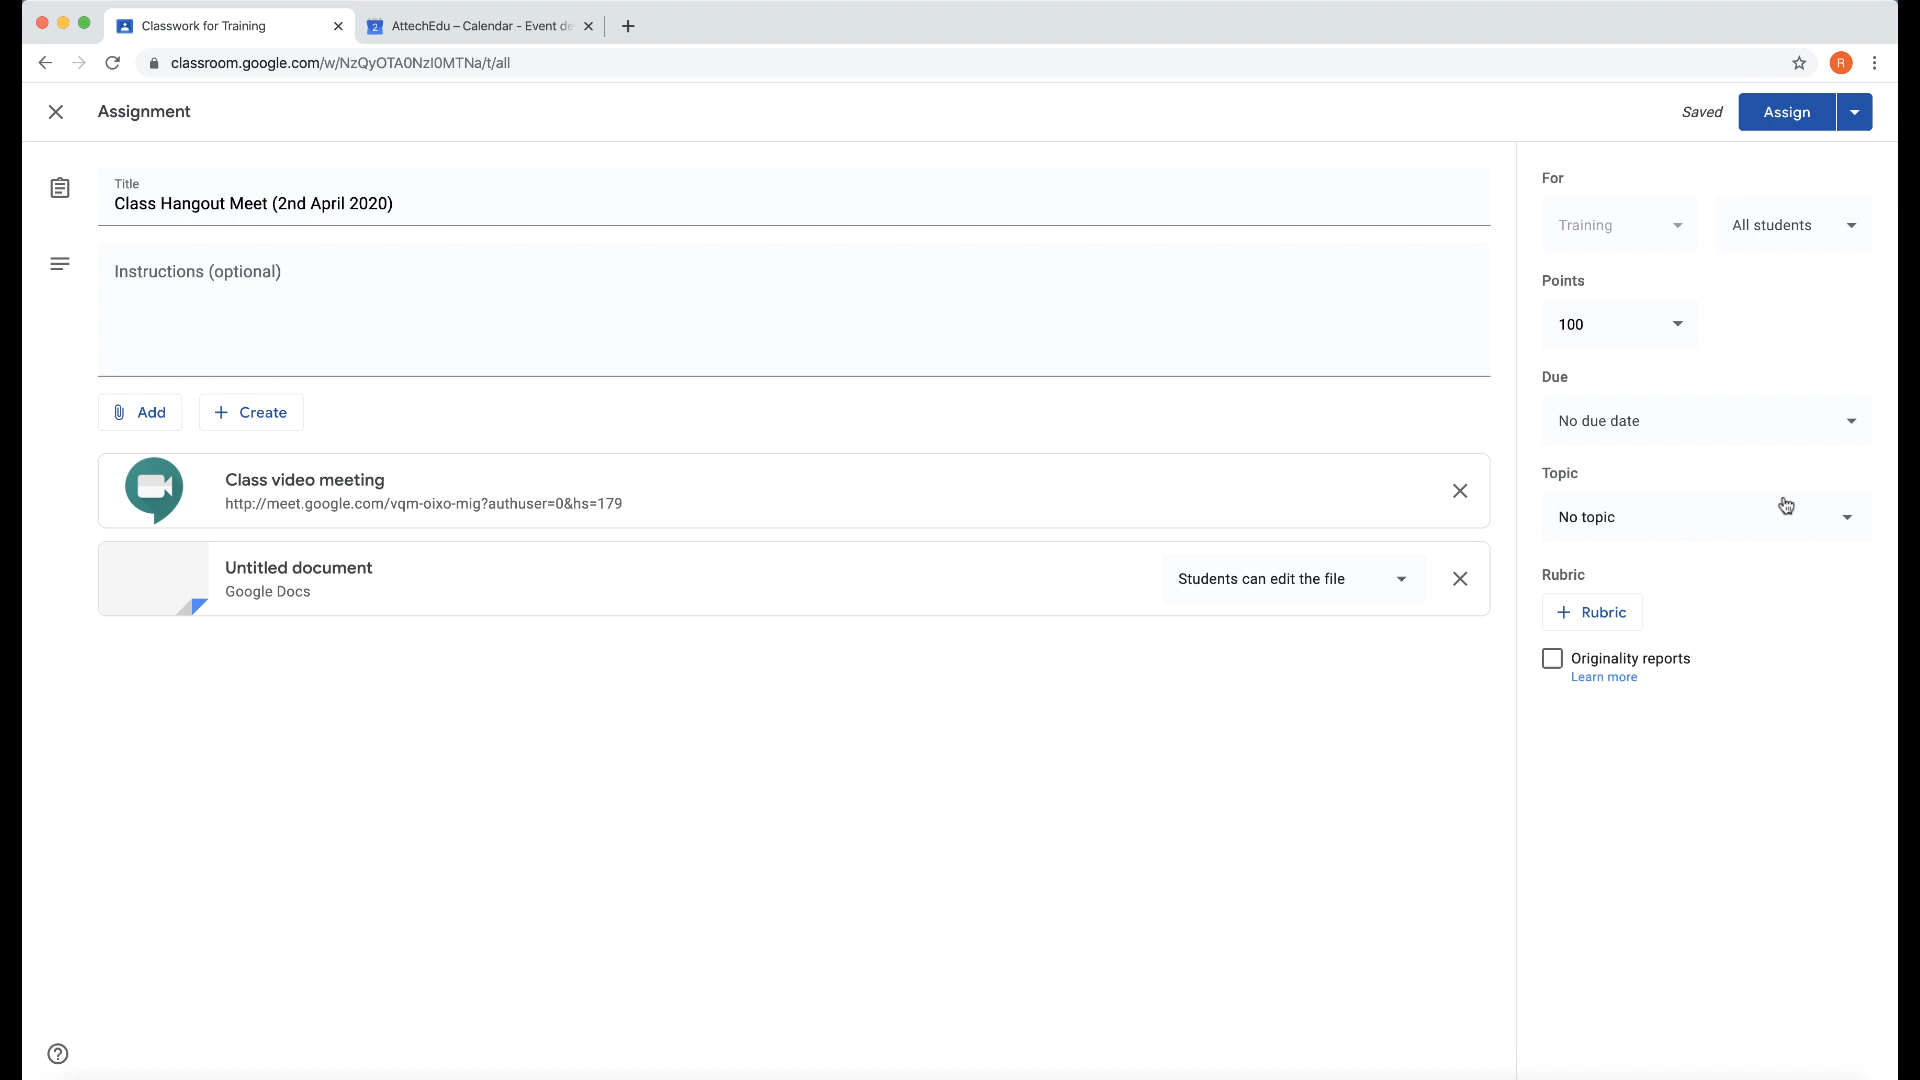 Classwork for Training
AttechEdu – Calendar - Event de
2
classroom.google.com/w/NzQyOTA0NzI0MTNa/t/all
R
Assignment
Saved
Assign
Title
Class Hangout Meet (2nd April 2020)
Instructions (optional)
Add
Create
Class video meeting
http://meet.google.com/vqm-oixo-mig?authuser=0&hs=179
Untitled document
Google Docs
Students can edit the file
For
Training
All students
Points
100
Due
No due date
Topic
No topic
Rubric
Rubric
Originality reports
Learn more